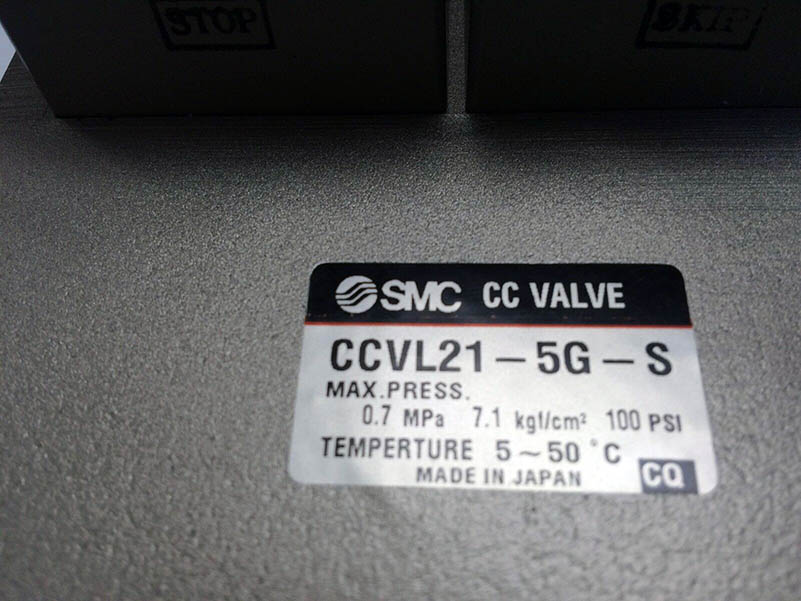 STOP
SKIP
SMC CC VALVE
CCVL21-5G-S
MAX.PRESS.
0.7 MPa 7.1 kgf/cm² 100 PSI
TEMPERTURE 5~50°C
MADE IN JAPAN CQ